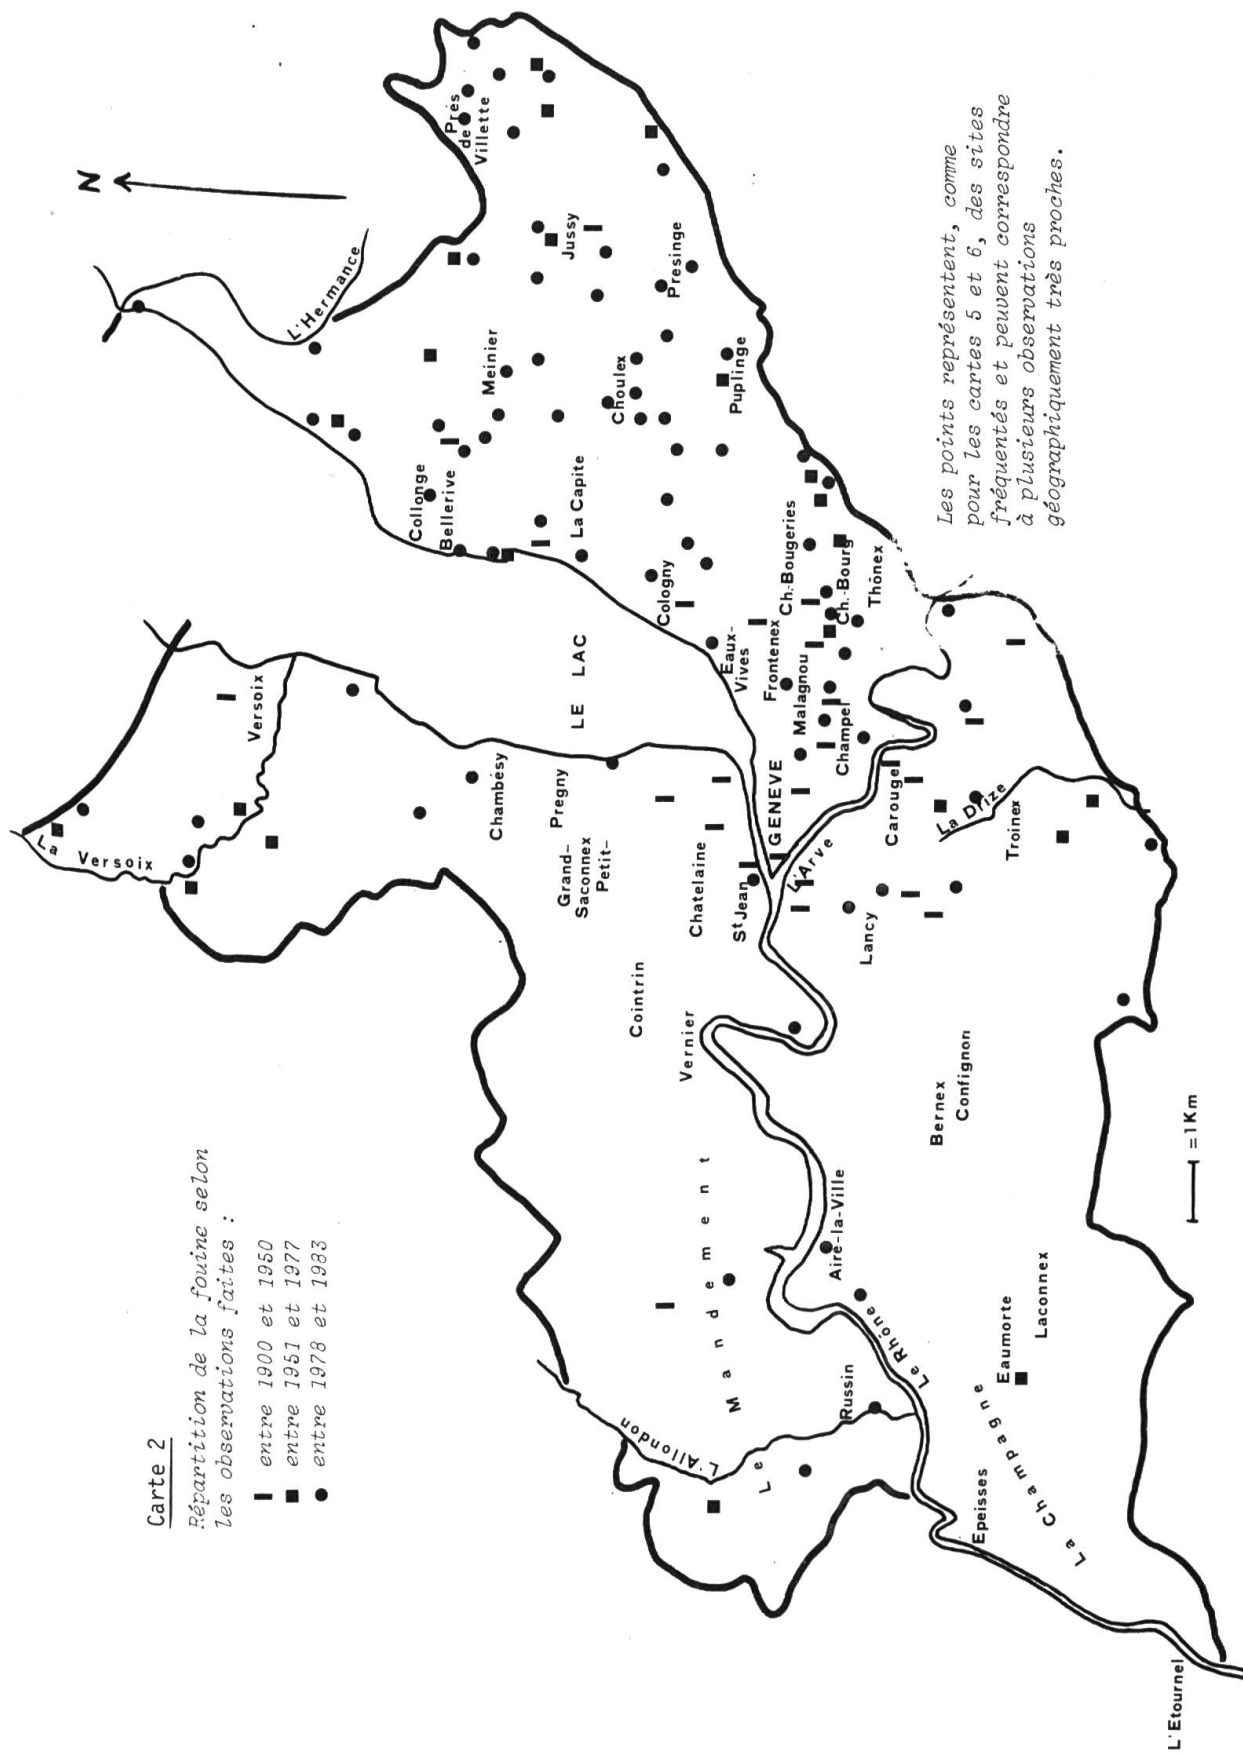 Carte 2
Répartition de la fouine selon
les observations faites :
entre 1900 et 1950
entre 1951 et 1977
entre 1978 et 1983
N
La Versoix
Versoix
L'Hermance
Près
de
Villette
Collonge
Bellerive
Meinier
Jussy
Chambésy
LE LAC
La Capite
Choulex
Presinge
Pregny
Grand-
Saconnex
Petit-
Cointrin
Vernier
Chatelaine
St Jean
GENEVE
Cologny
Eaux-
Vives
Frontenex
Malagnou
Champel
Ch.-Bougeries
Ch.-Bourg
Thônex
Puplinge
L'Allondon
Le Mandement
Russin
Le Rhône
Aire-la-Ville
L'Arve
Carouge
Lancy
La Drize
Troinex
Bernex
Confignon
Eaumorte
Laconnex
Epeisses
La Champagne
L'Etournel
= 1 Km
Les points représentent, comme
pour les cartes 5 et 6, des sites
fréquentés et peuvent correspondre
à plusieurs observations
géographiquement très proches.